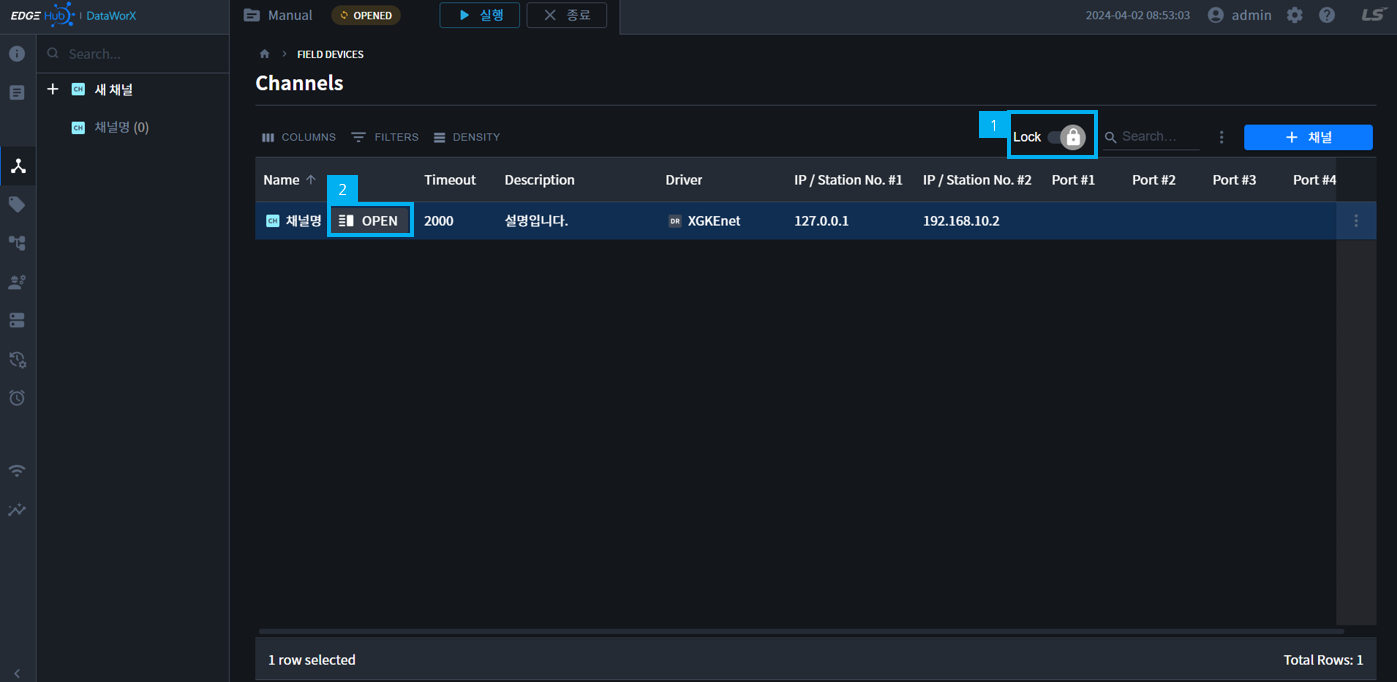 EDGE Hub | DataWorX
Manual
OPENED
실행
종료
2024-04-02 08:53:03
admin
LS
Search...
새 채널
채널명 (0)
FIELD DEVICES
Channels
COLUMNS FILTERS DENSITY
1
Lock
Search...
채널
Name Timeout Description Driver IP / Station No. #1 IP / Station No. #2 Port #1 Port #2 Port #3 Port #4
2
CH 채널명 OPEN 2000 설명입니다. DR XGKEnet 127.0.0.1 192.168.10.2
1 row selected
Total Rows: 1